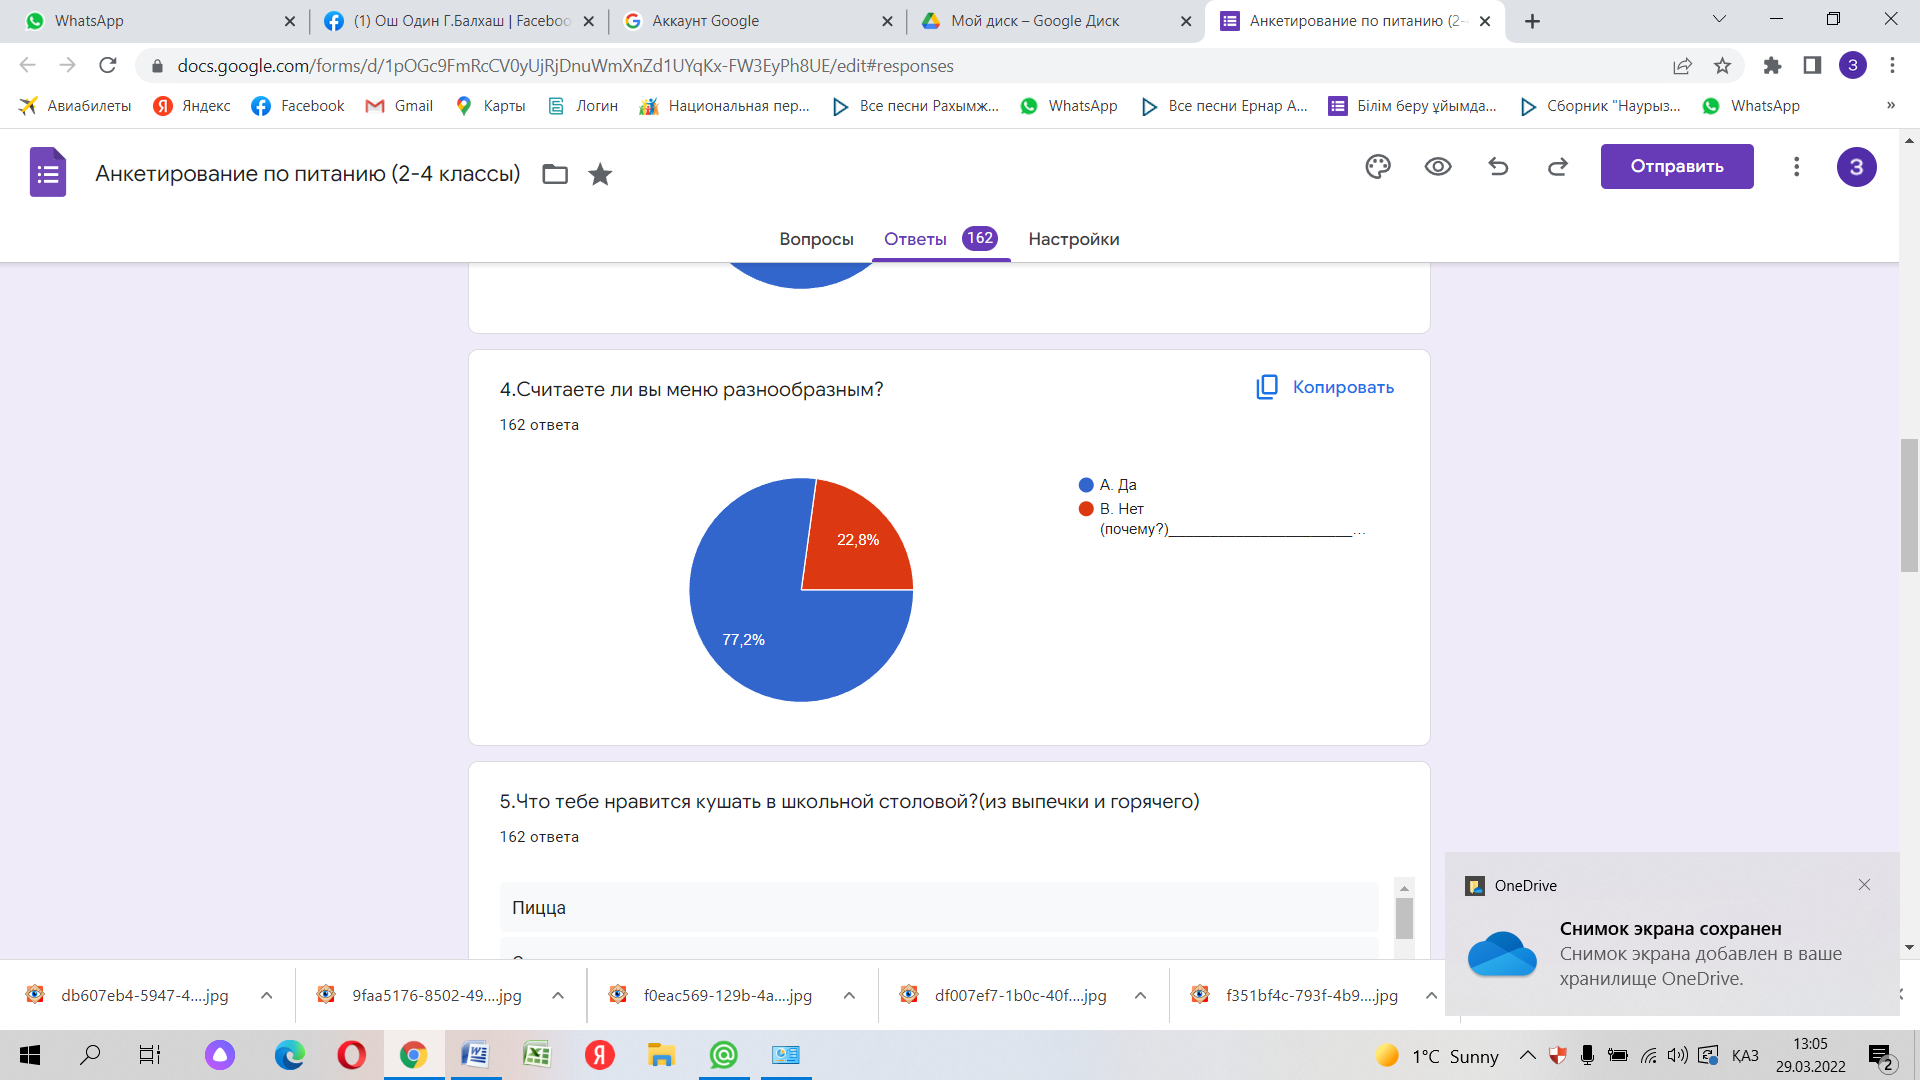 WhatsApp
(1) Ош Один Г.Балхаш | Faceboo
Аккаунт Google
Мой диск – Google Диск
Анкетирование по питанию (2-
docs.google.com/forms/d/1pOGc9FmRcCV0yUjRjDnuWmXnZd1UYqKx-FW3EyPh8UE/edit#responses
З
Авиабилеты
Яндекс
Facebook
Gmail
Карты
Логин
Национальная пер...
Все песни Рахымж...
WhatsApp
Все песни Ернар А...
Білім беру ұйымда...
Сборник "Наурыз...
WhatsApp
»
Анкетирование по питанию (2-4 классы)
Отправить
З
Вопросы
Ответы 162
Настройки
4.Считаете ли вы меню разнообразным?
Копировать
162 ответа
A. Да
B. Нет
(почему?)______________________...
22,8%
77,2%
5.Что тебе нравится кушать в школьной столовой?(из выпечки и горячего)
162 ответа
Пицца
OneDrive
Снимок экрана сохранен
Снимок экрана добавлен в ваше
хранилище OneDrive.
db607eb4-5947-4....jpg
9faa5176-8502-49....jpg
f0eac569-129b-4a....jpg
df007ef7-1b0c-40f....jpg
f351bf4c-793f-4b9....jpg
1°C Sunny
ҚАЗ
13:05
29.03.2022
2